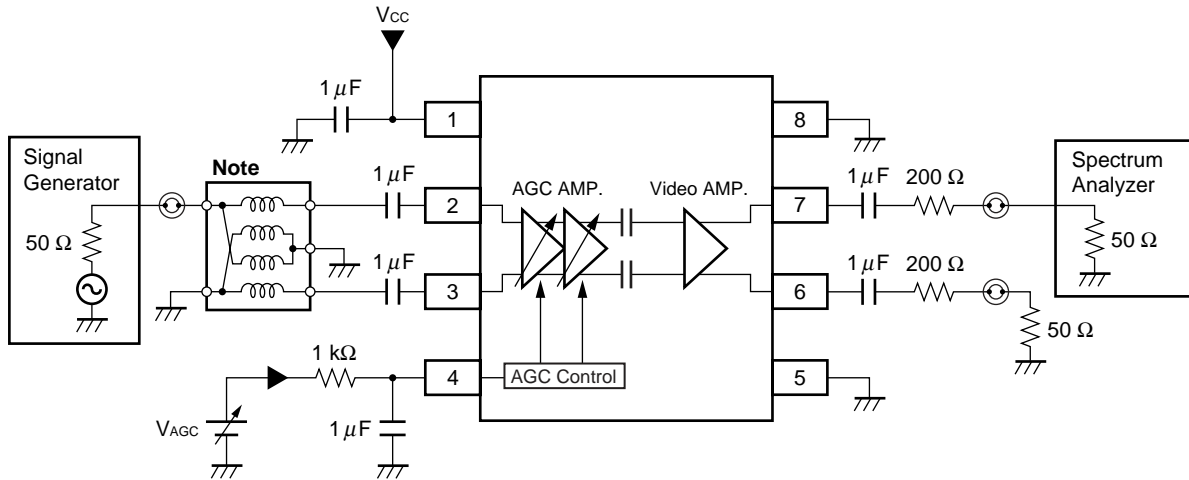 VCC
1 μF
1
8
Signal
Generator
Note
1 μF
2
AGC AMP.
Video AMP.
7
1 μF
200 Ω
Spectrum
Analyzer
50 Ω
1 μF
3
6
1 μF
200 Ω
50 Ω
50 Ω
1 kΩ
4
AGC Control
5
VAGC
1 μF